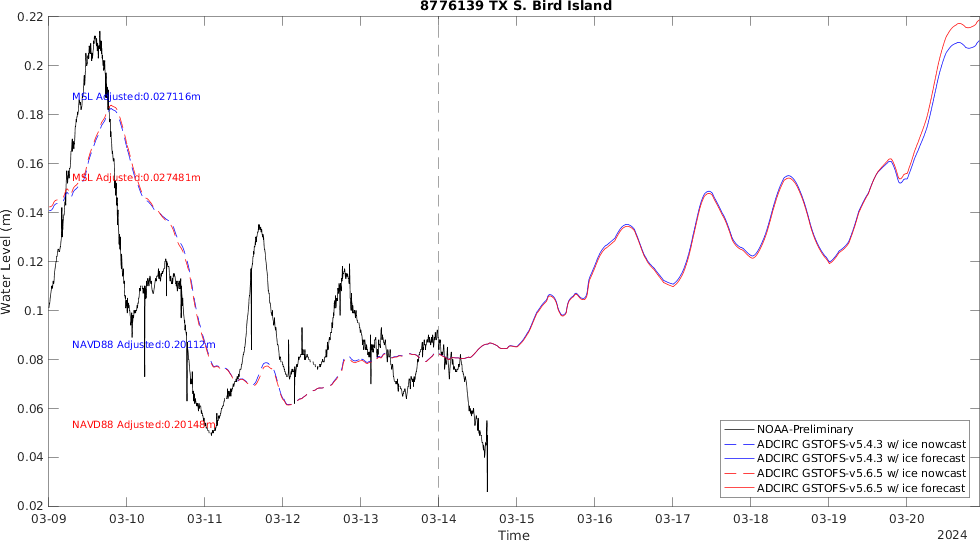 8776139 TX S. Bird Island
Water Level (m)
0.22
0.2
0.18
0.16
0.14
0.12
0.1
0.08
0.06
0.04
0.02
MSL Adjusted:0.027116m
MSL Adjusted:0.027481m
NAVD88 Adjusted:0.20112m
NAVD88 Adjusted:0.20148m
NOAA-Preliminary
ADCIRC GSTOFS-v5.4.3 w/ ice nowcast
ADCIRC GSTOFS-v5.4.3 w/ ice forecast
ADCIRC GSTOFS-v5.6.5 w/ ice nowcast
ADCIRC GSTOFS-v5.6.5 w/ ice forecast
03-09 03-10 03-11 03-12 03-13 03-14 03-15 03-16 03-17 03-18 03-19 03-20
Time
2024